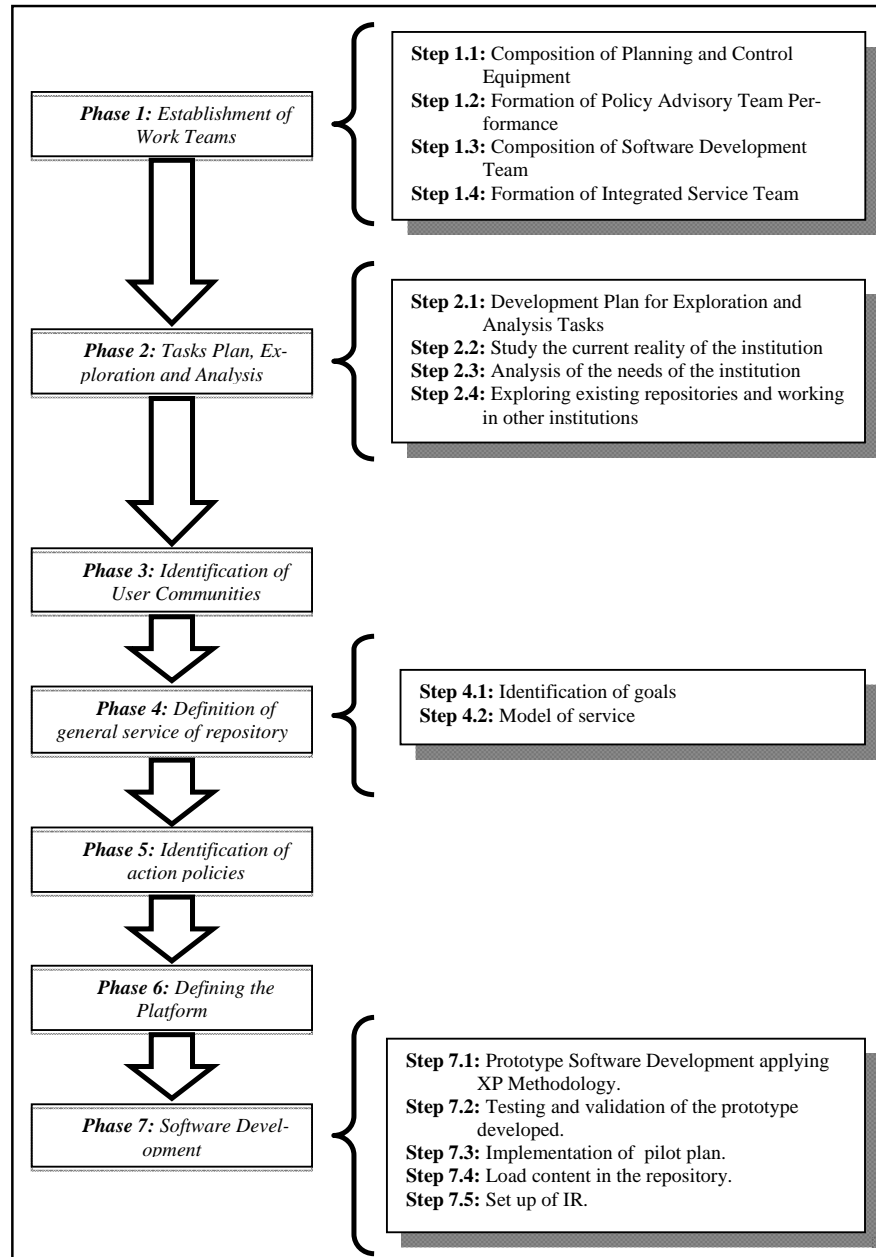 Phase 1: Establishment of
Work Teams
Step 1.1: Composition of Planning and Control
Equipment
Step 1.2: Formation of Policy Advisory Team Per-
formance
Step 1.3: Composition of Software Development
Team
Step 1.4: Formation of Integrated Service Team
Phase 2: Tasks Plan, Ex-
ploration and Analysis
Step 2.1: Development Plan for Exploration and
Analysis Tasks
Step 2.2: Study the current reality of the institution
Step 2.3: Analysis of the needs of the institution
Step 2.4: Exploring existing repositories and working
in other institutions
Phase 3: Identification of
User Communities
Phase 4: Definition of
general service of repository
Step 4.1: Identification of goals
Step 4.2: Model of service
Phase 5: Identification of
action policies
Phase 6: Defining the
Platform
Phase 7: Software Devel-
opment
Step 7.1: Prototype Software Development applying
XP Methodology.
Step 7.2: Testing and validation of the prototype
developed.
Step 7.3: Implementation of pilot plan.
Step 7.4: Load content in the repository.
Step 7.5: Set up of IR.